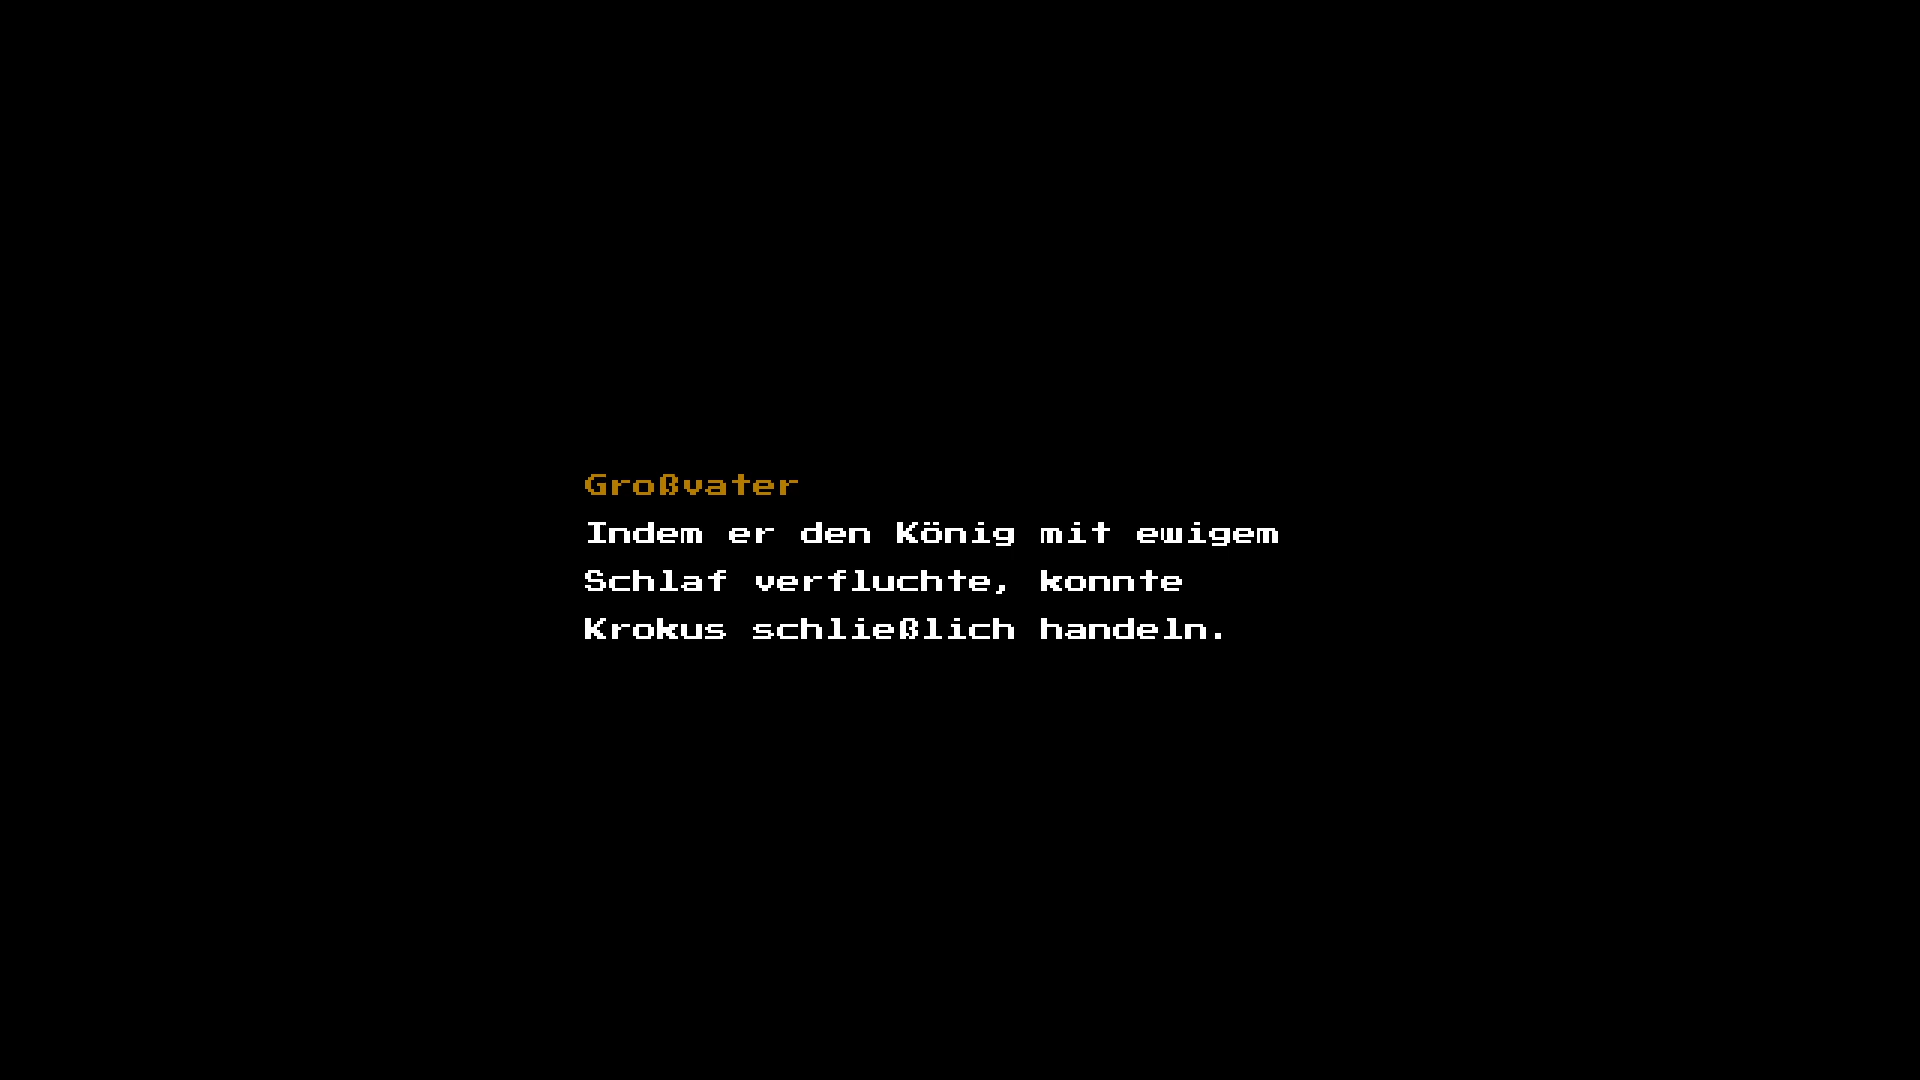 Großvater
Indem er den König mit ewigem
Schlaf verfluchte, konnte
Krokus schließlich handeln.